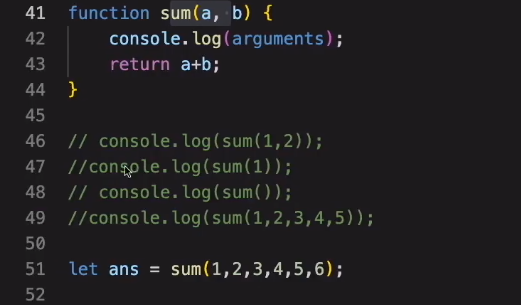 41 function sum(a, b) {
42     console.log(arguments);
43     return a+b;
44 }
45
46 // console.log(sum(1,2));
47 //console.log(sum(1));
48 // console.log(sum());
49 //console.log(sum(1,2,3,4,5));
50
51 let ans = sum(1,2,3,4,5,6);
52